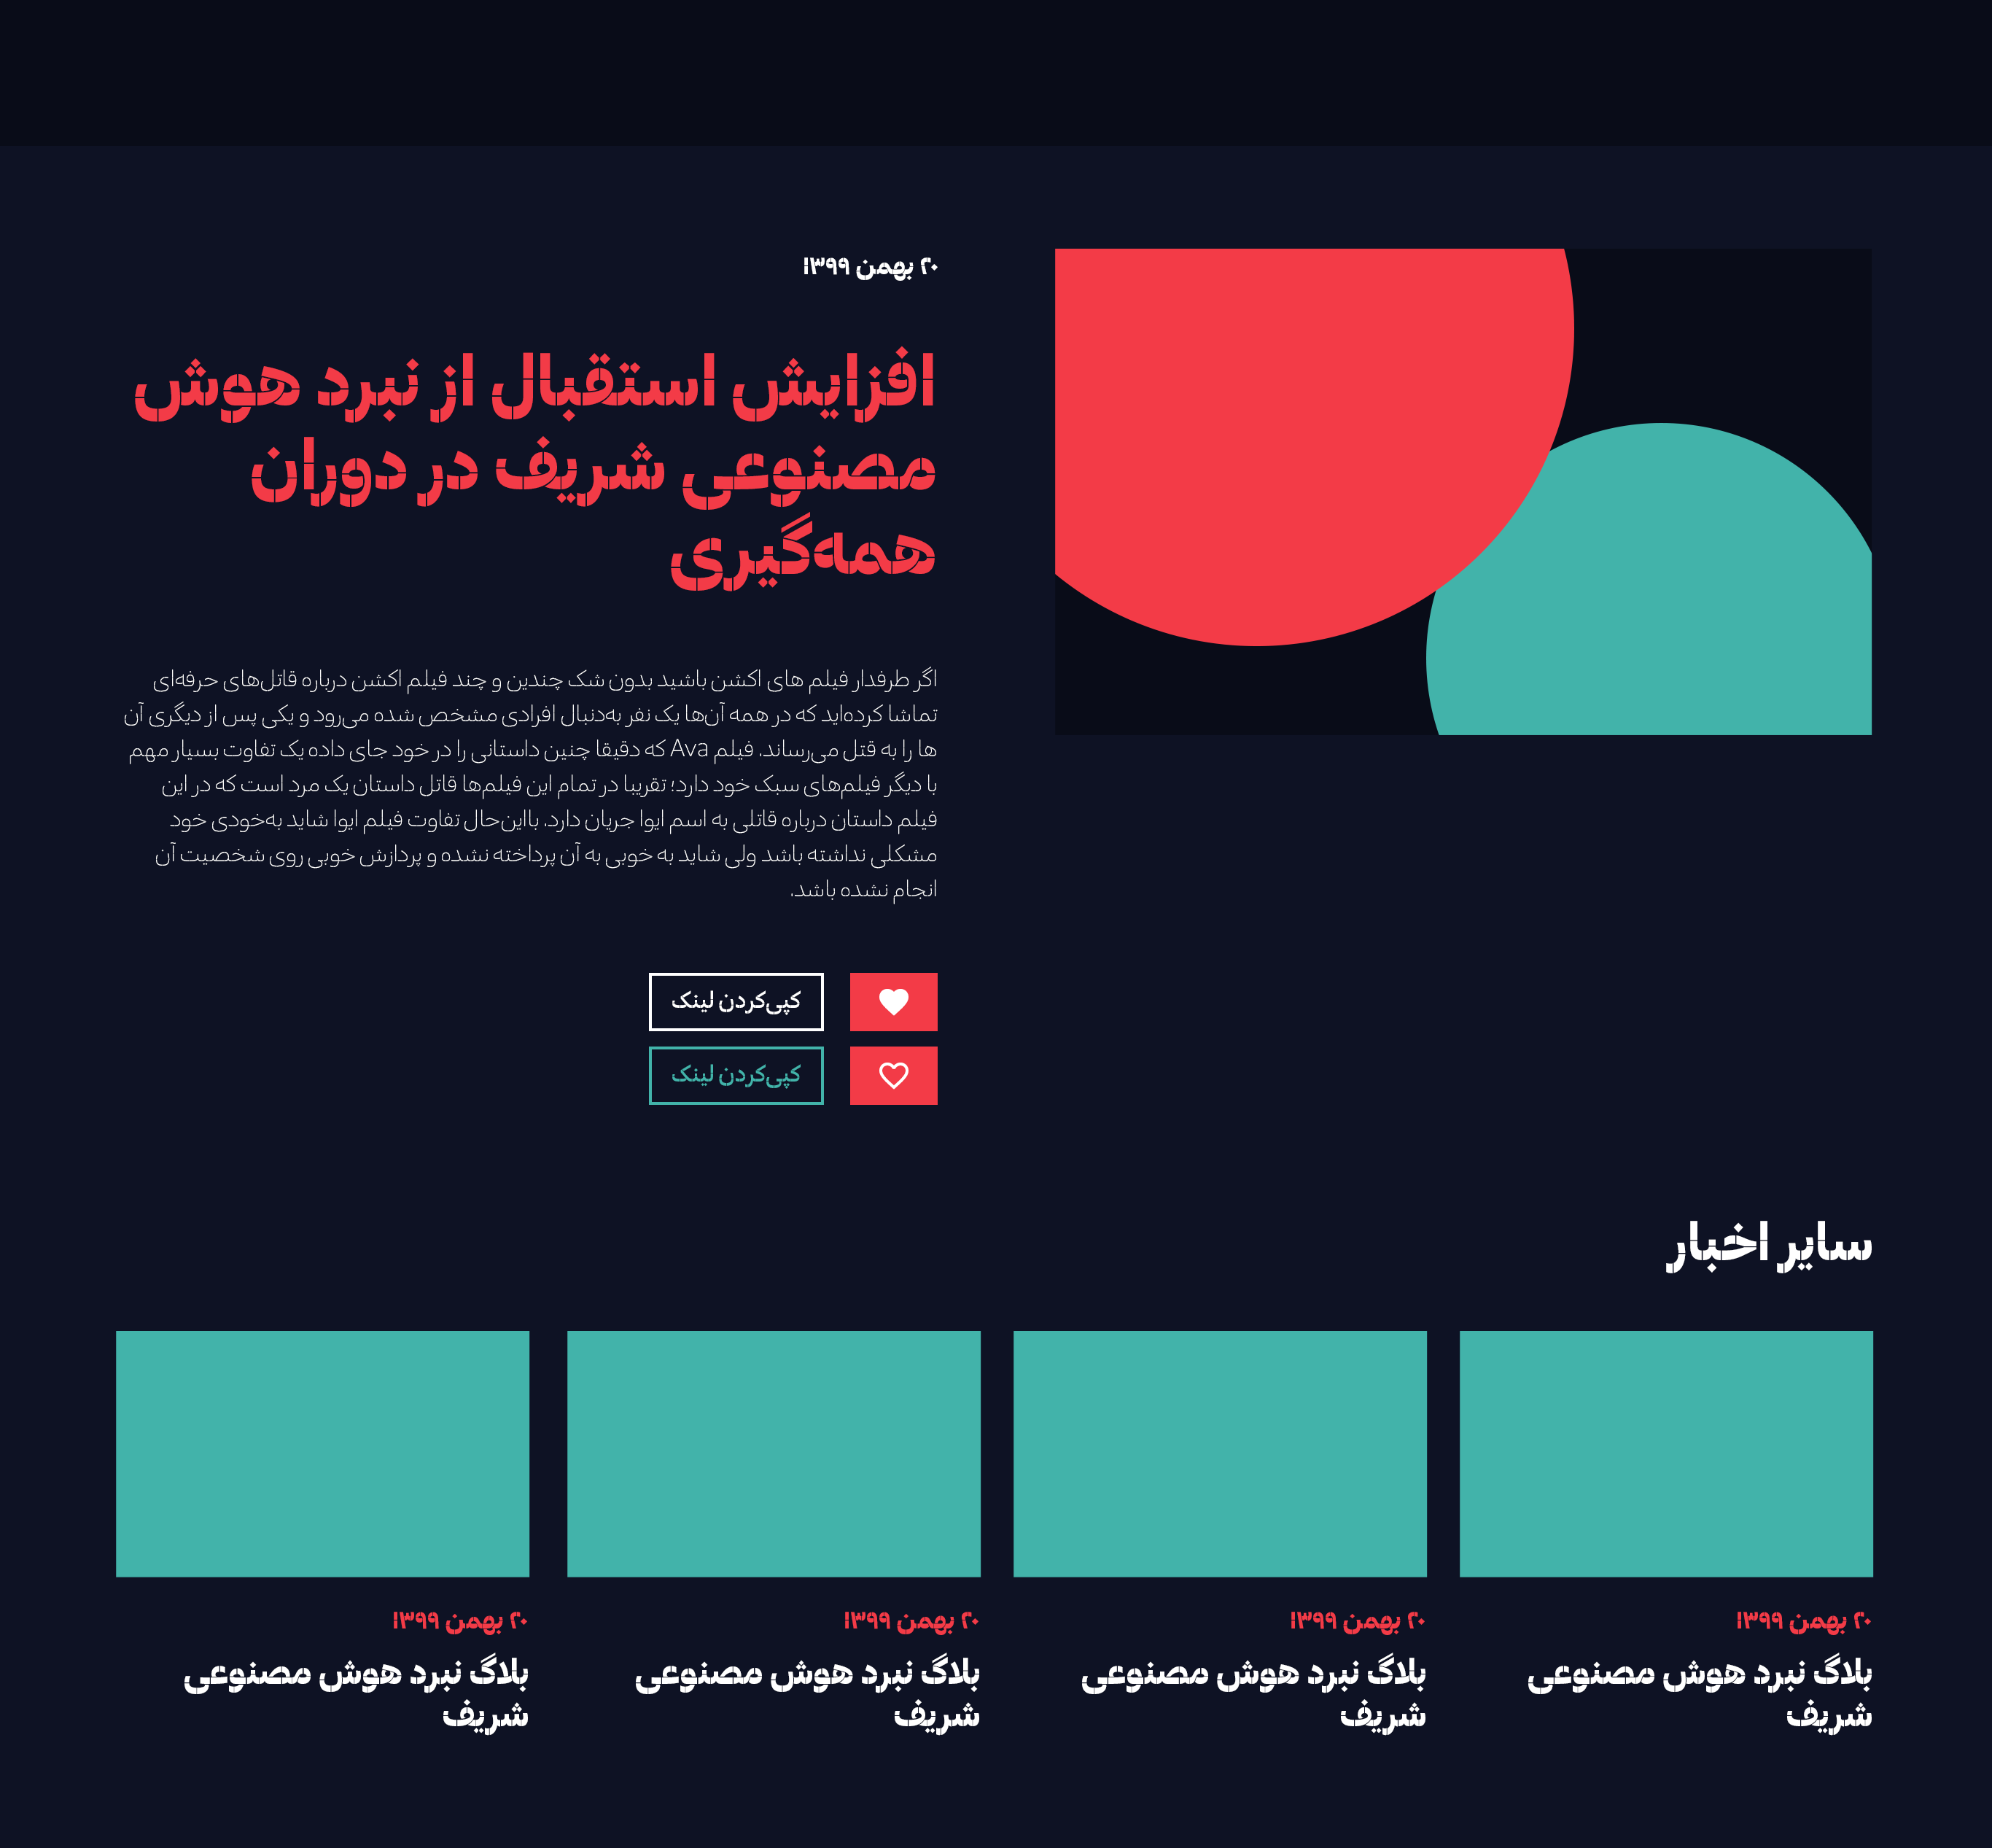 ۲۰ بهمن ۱۳۹۹
افزایش استقبال از نبرد هوش
مصنوعی شریف در دوران
همه‌گیری
اگر طرفدار فیلم های اکشن باشید بدون شک چندین و چند فیلم اکشن درباره قاتل‌های حرفه‌ای
تماشا کرده‌اید که در همه آن‌ها یک نفر به‌دنبال افرادی مشخص شده می‌رود و یکی پس از دیگری آن
ها را به قتل می‌رساند. فیلم Ava که دقیقا چنین داستانی را در خود جای داده یک تفاوت بسیار مهم
با دیگر فیلم‌های سبک خود دارد؛ تقریبا در تمام این فیلم‌ها قاتل داستان یک مرد است که در این
فیلم داستان درباره قاتلی به اسم ایوا جریان دارد. بااین‌حال تفاوت فیلم ایوا شاید به‌خودی خود
مشکلی نداشته باشد ولی شاید به خوبی به آن پرداخته نشده و پردازش خوبی روی شخصیت آن
انجام نشده باشد.
کپی‌کردن لینک
کپی‌کردن لینک
سایر اخبار
۲۰ بهمن ۱۳۹۹
بلاگ نبرد هوش مصنوعی
شریف
۲۰ بهمن ۱۳۹۹
بلاگ نبرد هوش مصنوعی
شریف
۲۰ بهمن ۱۳۹۹
بلاگ نبرد هوش مصنوعی
شریف
۲۰ بهمن ۱۳۹۹
بلاگ نبرد هوش مصنوعی
شریف